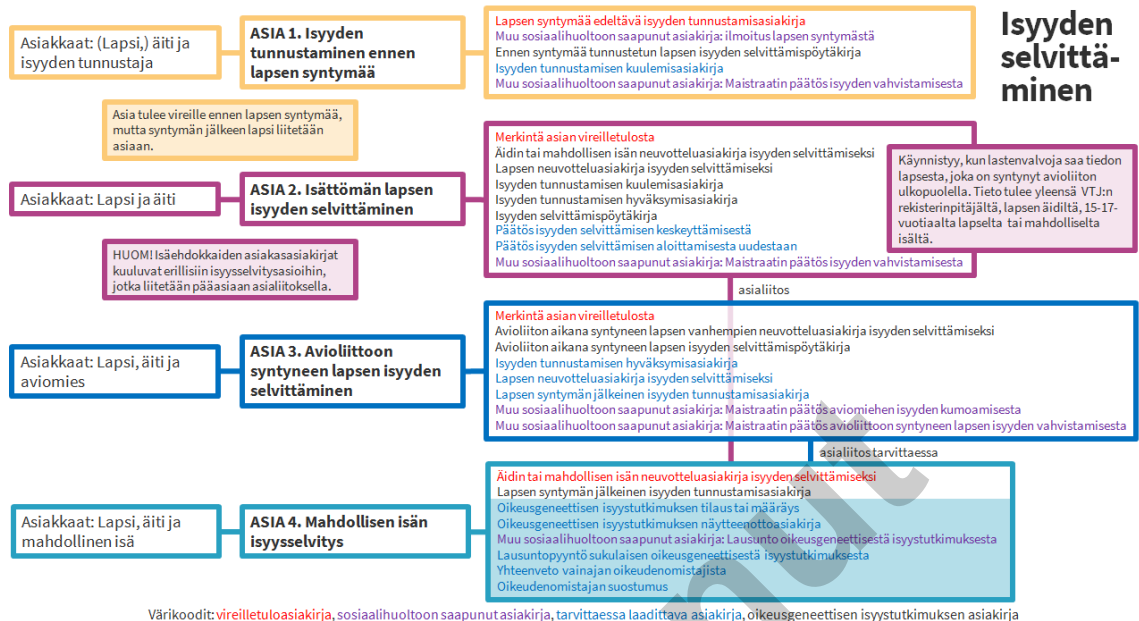 Isyyden
selvittä-
minen
Asiakkaat: (Lapsi,) äiti ja
isyyden tunnustaja
ASIA 1. Isyyden
tunnustaminen ennen
lapsen syntymää
Lapsen syntymää edeltävä isyyden tunnustamisasiakirja
Muu sosiaalihuoltoon saapunut asiakirja: ilmoitus lapsen syntymästä
Ennen syntymää tunnustetun lapsen isyyden selvittämispöytäkirja
Isyyden tunnustamisen kuulemisasiakirja
Muu sosiaalihuoltoon saapunut asiakirja: Maistraatin päätös isyyden vahvistamisesta
Asia tulee vireille ennen lapsen syntymää,
mutta syntymän jälkeen lapsi liitetään
asiaan.
Asiakkaat: Lapsi ja äiti
ASIA 2. Isättömän lapsen
isyyden selvittäminen
Merkintä asian vireilletulosta
Äidin tai mahdollisen isän neuvotteluasiakirja isyyden selvittämiseksi
Lapsen neuvotteluasiakirja isyyden selvittämiseksi
Isyyden tunnustamisen kuulemisasiakirja
Isyyden tunnustamisen hyväksymisasiakirja
Isyyden selvittämispöytäkirja
Päätös isyyden selvittämisen keskeyttämisestä
Päätös isyyden selvittämisen aloittamisesta uudestaan
Muu sosiaalihuoltoon saapunut asiakirja: Maistraatin päätös isyyden vahvistamisesta
Käynnistyy, kun lastenvalvoja saa tiedon
lapsesta, joka on syntynyt avioliiton
ulkopuolella. Tieto tulee yleensä VTJ:n
rekisterinpitäjältä, lapsen äidiltä, 15-17-
vuotiaalta lapselta tai mahdolliselta
isältä.
HUOM! Isäehdokkaiden asiakasasiakirjat
kuuluvat erillisiin isyysselvitysasioihin,
jotka liitetään pääasiaan asialiitoksella.
asialiitos
Asiakkaat: Lapsi, äiti ja
aviomies
ASIA 3. Avioliittoon
syntyneen lapsen isyyden
selvittäminen
Merkintä asian vireilletulosta
Avioliiton aikana syntyneen lapsen vanhempien neuvotteluasiakirja isyyden selvittämiseksi
Avioliiton aikana syntyneen lapsen isyyden selvittämispöytäkirja
Isyyden tunnustamisen hyväksymisasiakirja
Lapsen neuvotteluasiakirja isyyden selvittämiseksi
Lapsen syntymän jälkeinen isyyden tunnustamisasiakirja
Muu sosiaalihuoltoon saapunut asiakirja: Maistraatin päätös aviomiehen isyyden kumoamisesta
Muu sosiaalihuoltoon saapunut asiakirja: Maistraatin päätös avioliittoon syntyneen lapsen isyyden vahvistamisesta
asialiitos tarvittaessa
Asiakkaat: Lapsi, äiti ja
mahdollinen isä
ASIA 4. Mahdollisen isän
isyysselvitys
Äidin tai mahdollisen isän neuvotteluasiakirja isyyden selvittämiseksi
Lapsen syntymän jälkeinen isyyden tunnustamisasiakirja
Oikeusgeneettisen isyystutkimuksen tilaus tai määräys
Oikeusgeneettisen isyystutkimuksen näytteenottoasiakirja
Muu sosiaalihuoltoon saapunut asiakirja: Lausunto oikeusgeneettisestä isyystutkimuksesta
Lausuntopyyntö sukulaisen oikeusgeneettisestä isyystutkimuksesta
Yhteenveto vainajan oikeudenomistajista
Oikeudenomistajan suostumus
Värikoodit: vireilletuloasiakirja, sosiaalihuoltoon saapunut asiakirja, tarvittaessa laadittava asiakirja, oikeusgeneettisen isyystutkimuksen asiakirja